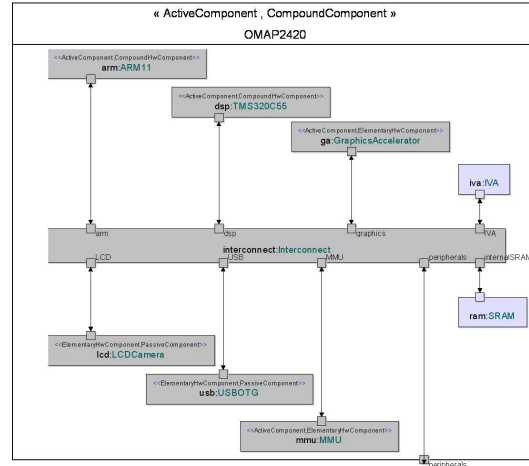 « ActiveComponent , CompoundComponent »
OMAP2420
<<ActiveComponent,CompoundHwComponent>>
arm:ARM11
<<ActiveComponent,CompoundHwComponent>>
dsp:TMS320C55
<<ActiveComponent,ElementaryHwComponent>>
ga:GraphicsAccelerator
iva:IVA
arm
dsp
graphics
IVA
interconnect:Interconnect
LCD
USB
MMU
peripherals
internalSRAM
ram:SRAM
<<ElementaryHwComponent,PassiveComponent>>
lcd:LCDCamera
<<ElementaryHwComponent,PassiveComponent>>
usb:USBOTG
<<ActiveComponent,ElementaryHwComponent>>
mmu:MMU
peripherals